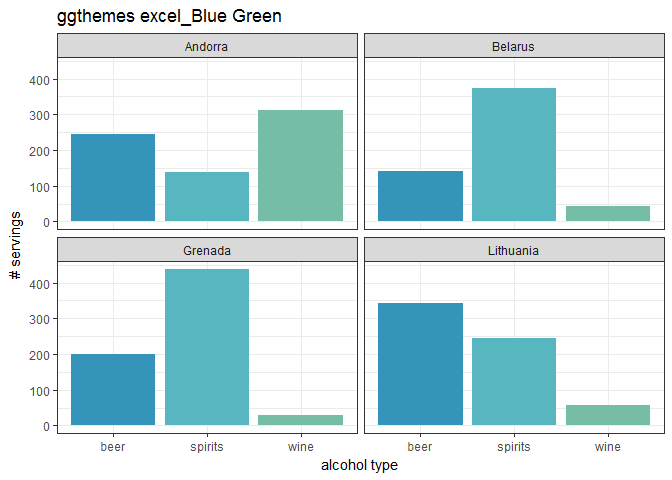 ggthemes excel_Blue Green
Andorra
Belarus
400
300
200
100
0
Grenada
Lithuania
400
300
200
100
0
# servings
beer
spirits
wine
beer
spirits
wine
alcohol type